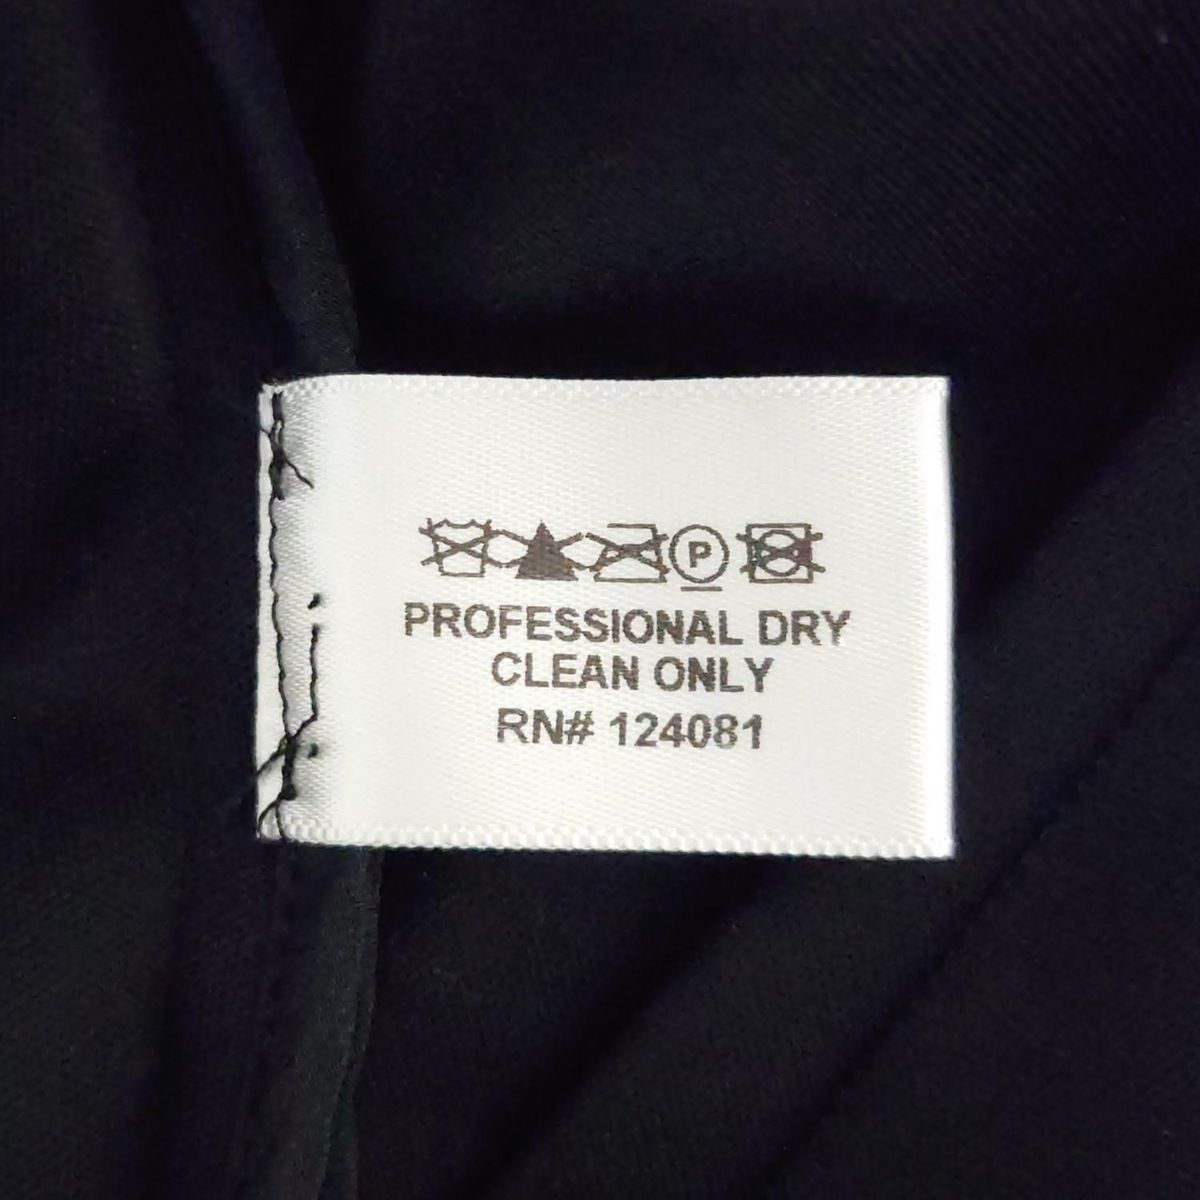 P
PROFESSIONAL DRY
CLEAN ONLY
RN# 124081